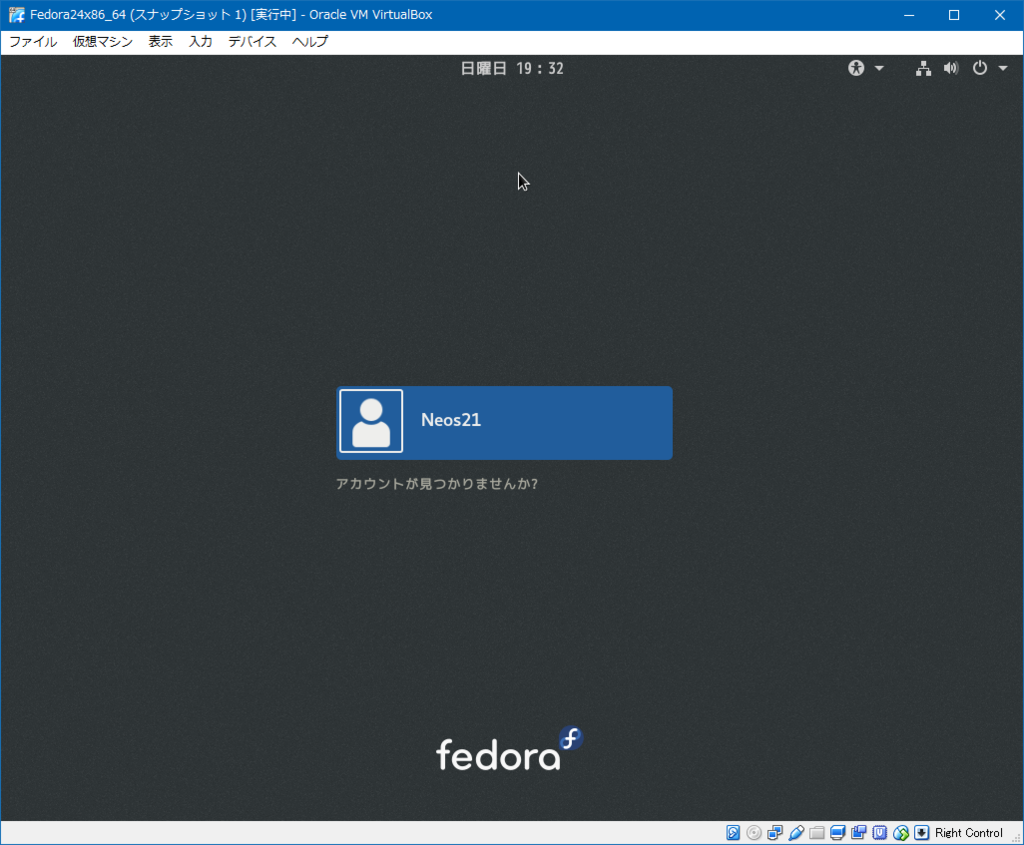 Fedora24x86_64 (スナップショット 1) [実行中] - Oracle VM VirtualBox
ファイル 仮想マシン 表示 入力 デバイス ヘルプ
日曜日 19 : 32
Neos21
アカウントが見つかりませんか?
fedora
Right Control